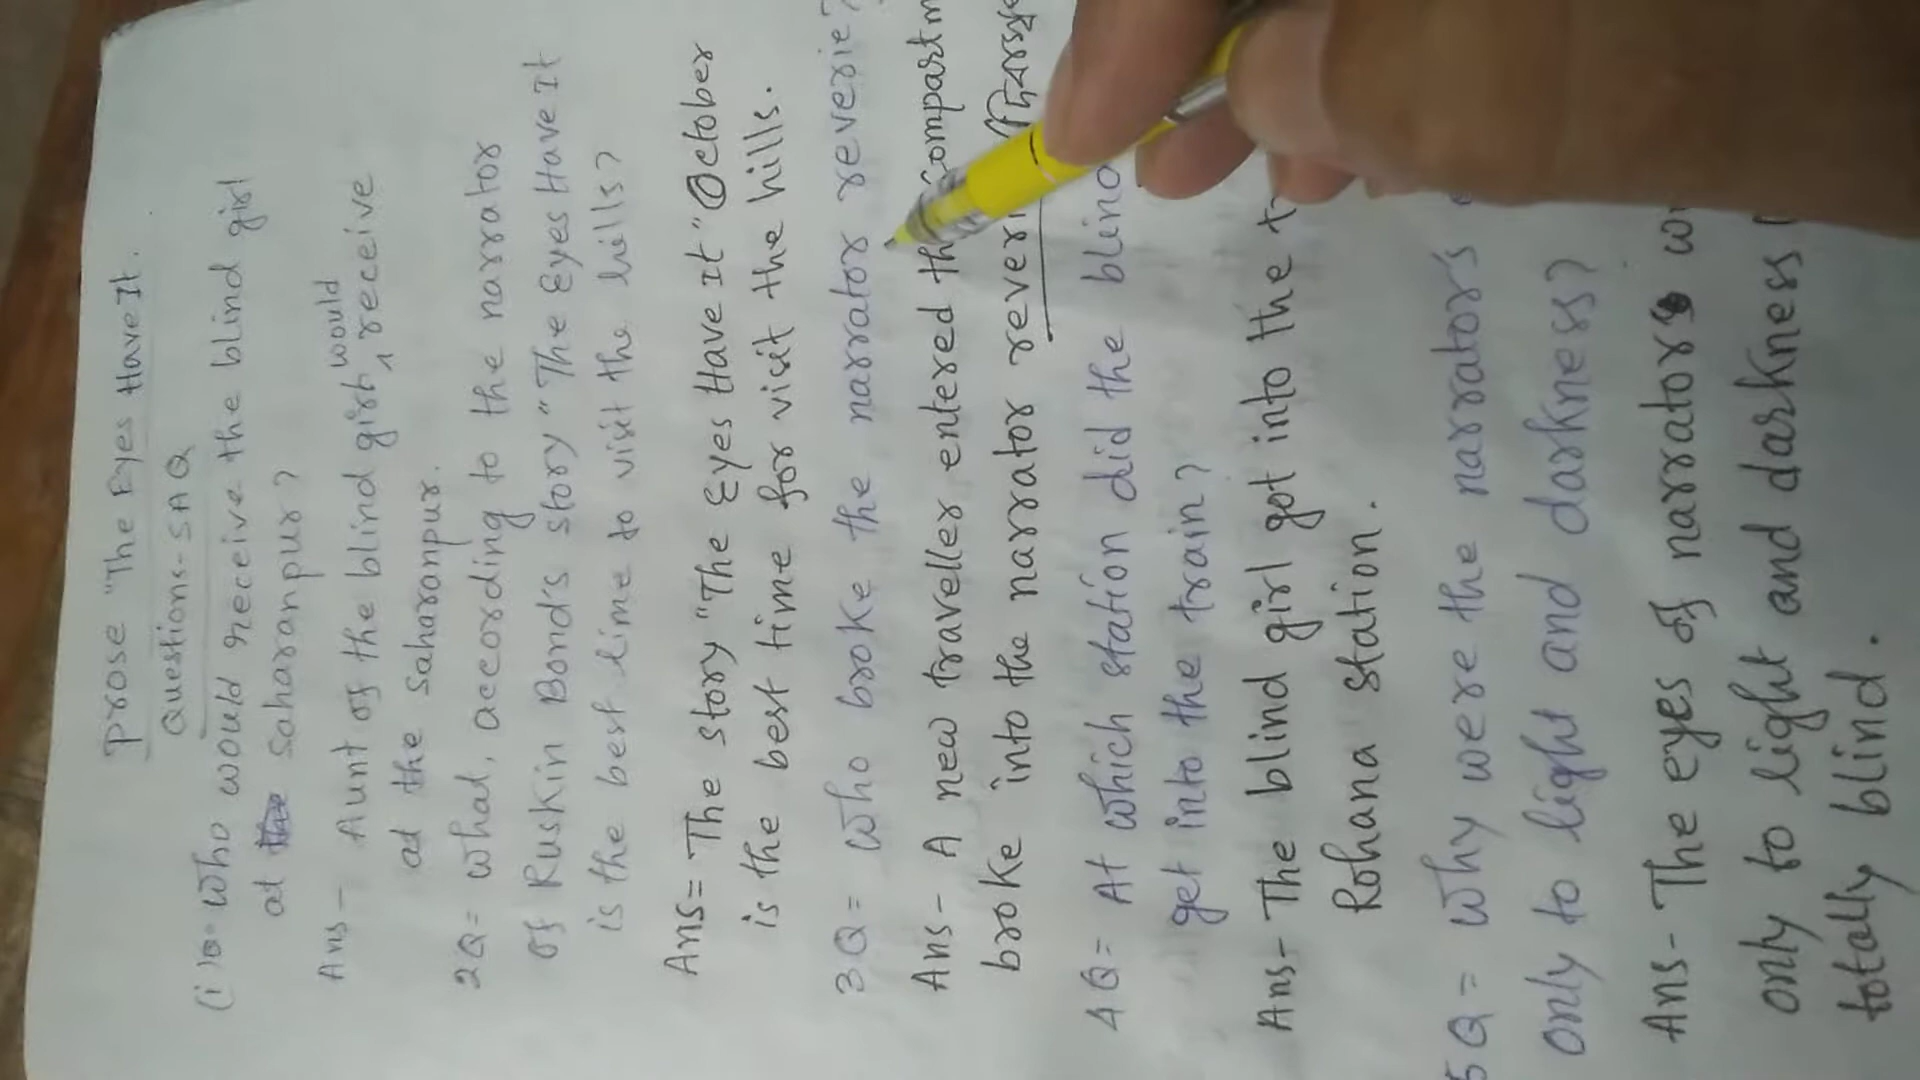 Prose "The Eyes Have It.
Questions-SAQ
(i) Q= Who would receive the blind girl
at the Saharanpur?
would
Ans- Aunt of the blind girl, receive
at the Saharanpur.
2Q= What, according to the narrator
of Ruskin Bond's story "The Eyes Have It
is the best time to visit the hills?
Ans= The story "The Eyes Have It" October
is the best time for visit the hills.
3Q= Who broke the narrator reverie?
Ans- A new traveller entered the
broke into the narrator
4Q= At which station did the
get into the train?
Ans- The blind girl got into the
Rohana station.
5Q= Why were the narrator's
only to light and darkness?
Ans- The eyes of narrator
only to light and darkness
totally blind.